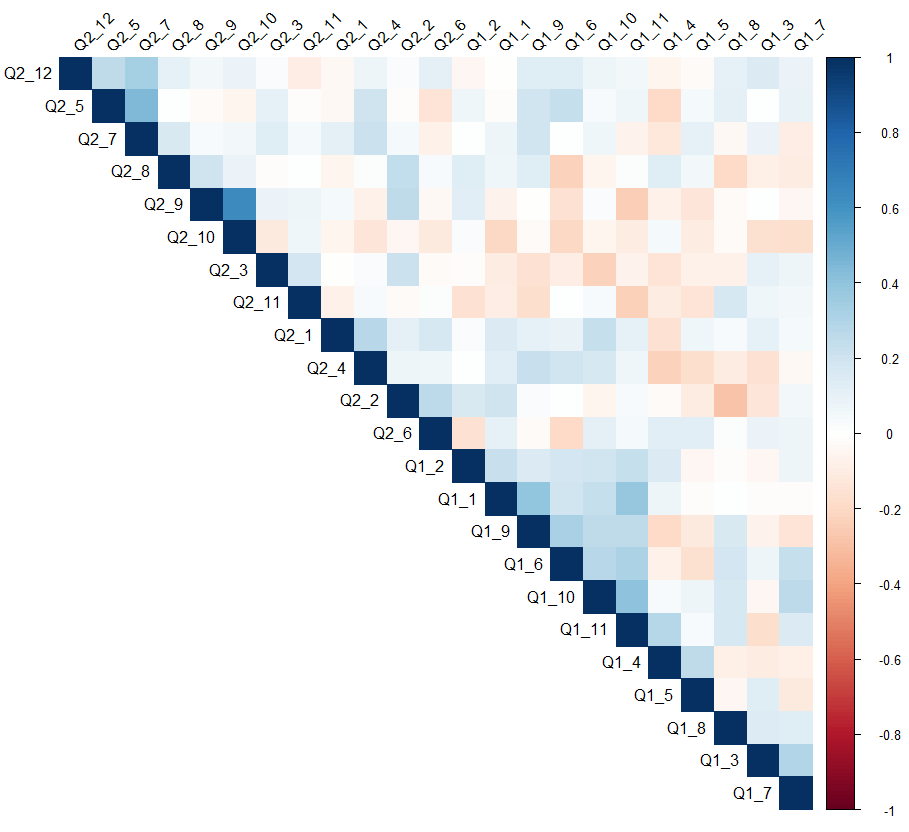 Q2_12
Q2_5
Q2_7
Q2_8
Q2_9
Q2_10
Q2_3
Q2_11
Q2_1
Q2_4
Q2_2
Q2_6
Q1_2
Q1_1
Q1_9
Q1_6
Q1_10
Q1_11
Q1_4
Q1_5
Q1_8
Q1_3
Q1_7
Q2_12
Q2_5
Q2_7
Q2_8
Q2_9
Q2_10
Q2_3
Q2_11
Q2_1
Q2_4
Q2_2
Q2_6
Q1_2
Q1_1
Q1_9
Q1_6
Q1_10
Q1_11
Q1_4
Q1_5
Q1_8
Q1_3
Q1_7
1
0.8
0.6
0.4
0.2
0
-0.2
-0.4
-0.6
-0.8
-1